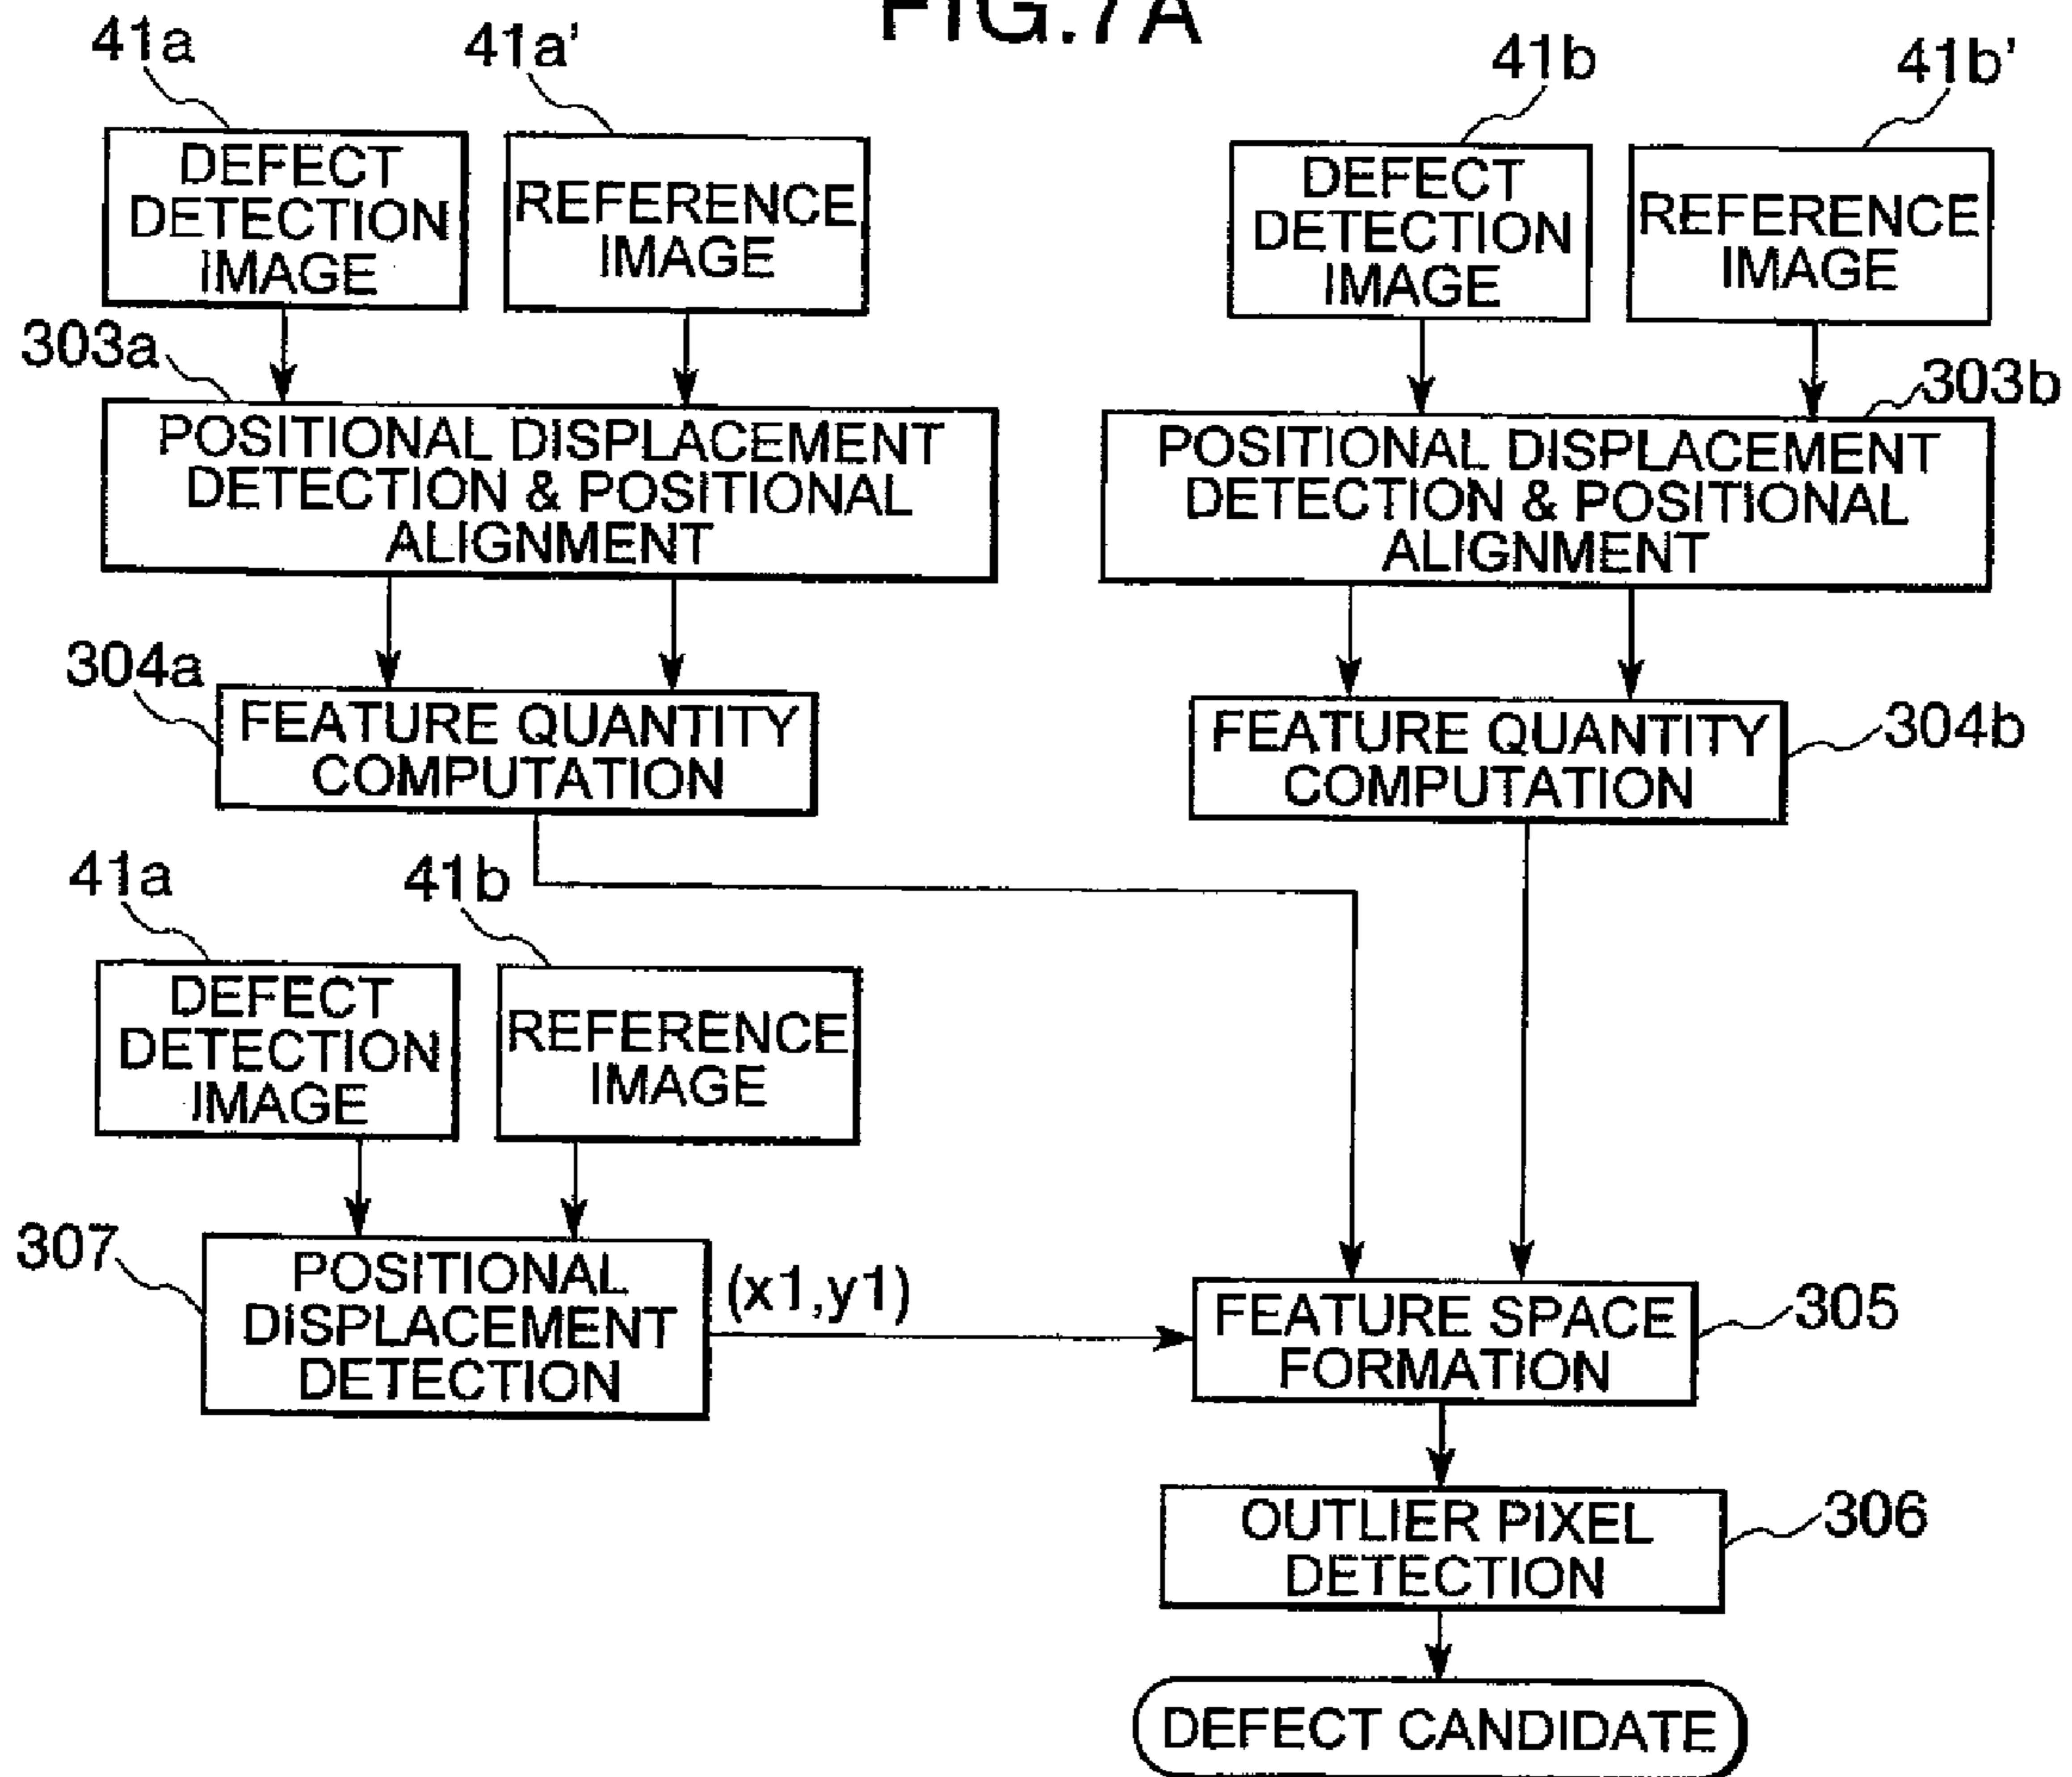 FIG.7A
41a
41a'
41b
41b'
DEFECT
DETECTION
IMAGE
REFERENCE
IMAGE
DEFECT
DETECTION
IMAGE
REFERENCE
IMAGE
303a
303b
POSITIONAL DISPLACEMENT
DETECTION & POSITIONAL
ALIGNMENT
POSITIONAL DISPLACEMENT
DETECTION & POSITIONAL
ALIGNMENT
304a
FEATURE QUANTITY
COMPUTATION
FEATURE QUANTITY
COMPUTATION
304b
41a
41b
DEFECT
DETECTION
IMAGE
REFERENCE
IMAGE
307
POSITIONAL
DISPLACEMENT
DETECTION
(x1,y1)
FEATURE SPACE
FORMATION
305
OUTLIER PIXEL
DETECTION
306
DEFECT CANDIDATE